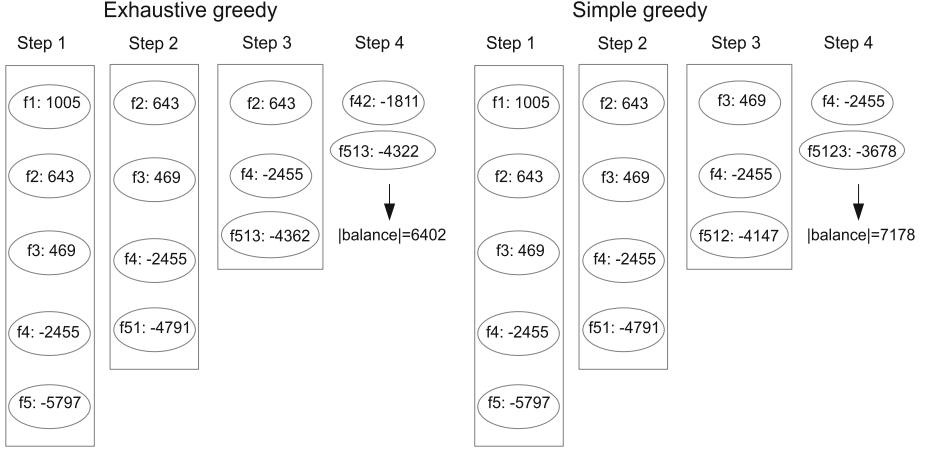 Exhaustive greedy
Simple greedy
Step 1
Step 2
Step 3
Step 4
f1: 1005
f2: 643
f3: 469
f4: -2455
f5: -5797
f2: 643
f3: 469
f4: -2455
f51: -4791
f2: 643
f4: -2455
f513: -4362
f42: -1811
f513: -4322
|balance|=6402
Step 1
Step 2
Step 3
Step 4
f1: 1005
f2: 643
f3: 469
f4: -2455
f5: -5797
f2: 643
f3: 469
f4: -2455
f51: -4791
f3: 469
f4: -2455
f512: -4147
f4: -2455
f5123: -3678
|balance|=7178